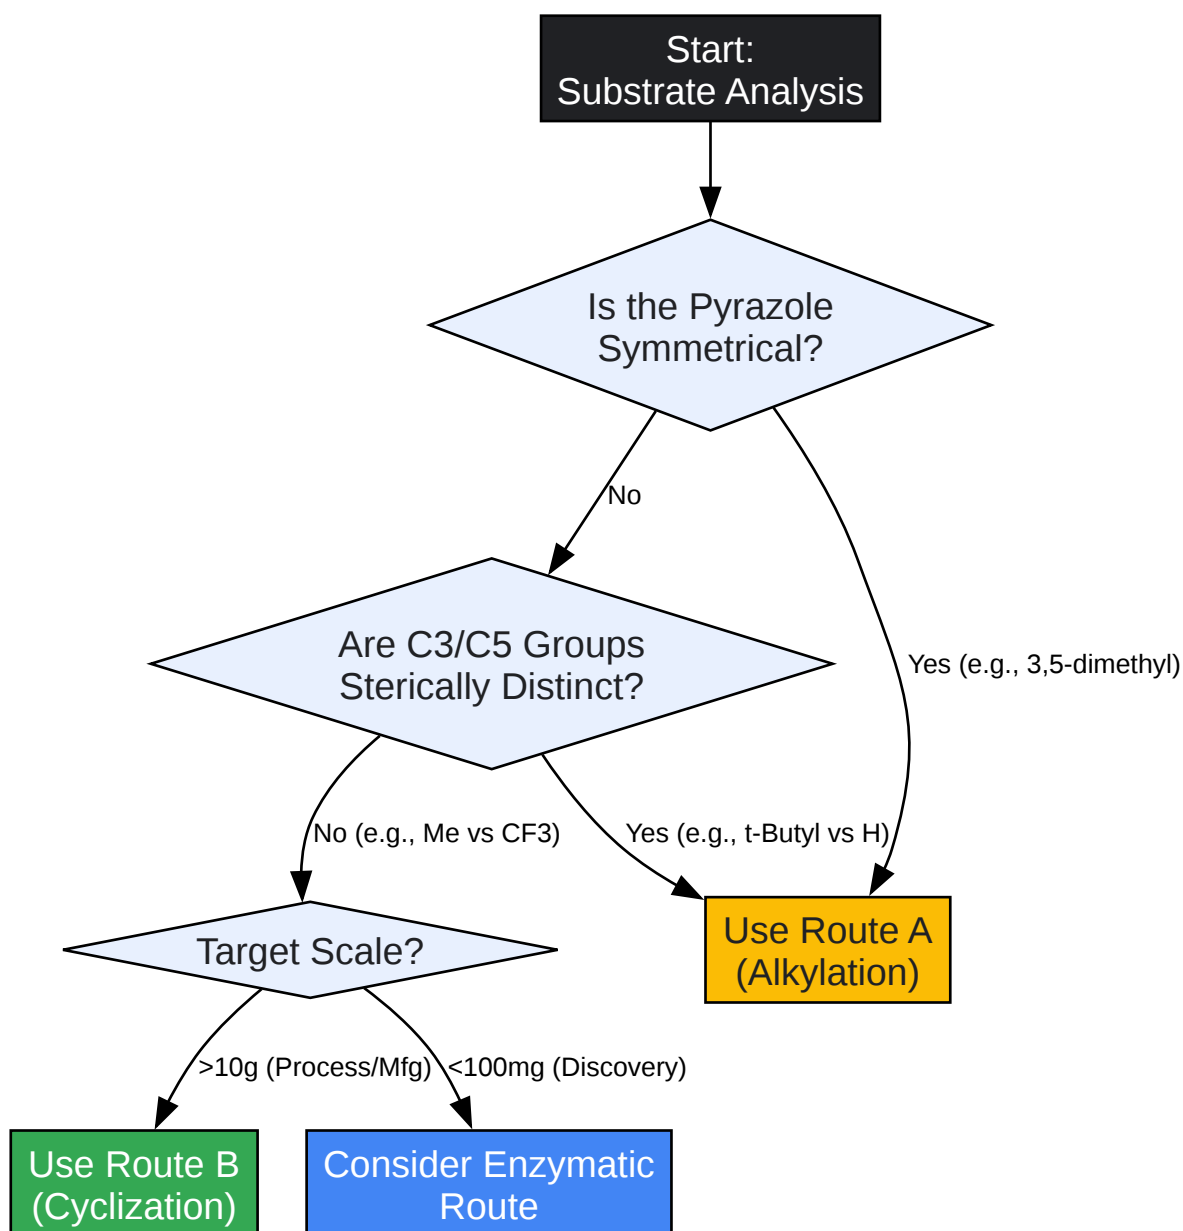 Start:
Substrate Analysis
Is the Pyrazole
Symmetrical?
No
Are C3/C5 Groups
Sterically Distinct?
Yes (e.g., 3,5-dimethyl)
No (e.g., Me vs CF3)
Yes (e.g., t-Butyl vs H)
Use Route A
(Alkylation)
Target Scale?
>10g (Process/Mfg)
<100mg (Discovery)
Use Route B
(Cyclization)
Consider Enzymatic
Route